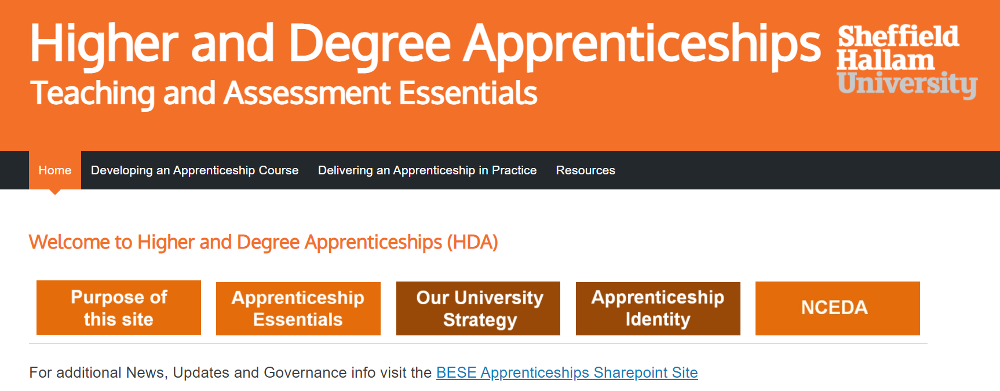 Higher and Degree Apprenticeships
Teaching and Assessment Essentials
Sheffield
Hallam
University
Home
Developing an Apprenticeship Course
Delivering an Apprenticeship in Practice
Resources
Welcome to Higher and Degree Apprenticeships (HDA)
Purpose of
this site
Apprenticeship
Essentials
Our University
Strategy
Apprenticeship
Identity
NCEDA
For additional News, Updates and Governance info visit the BESE Apprenticeships Sharepoint Site